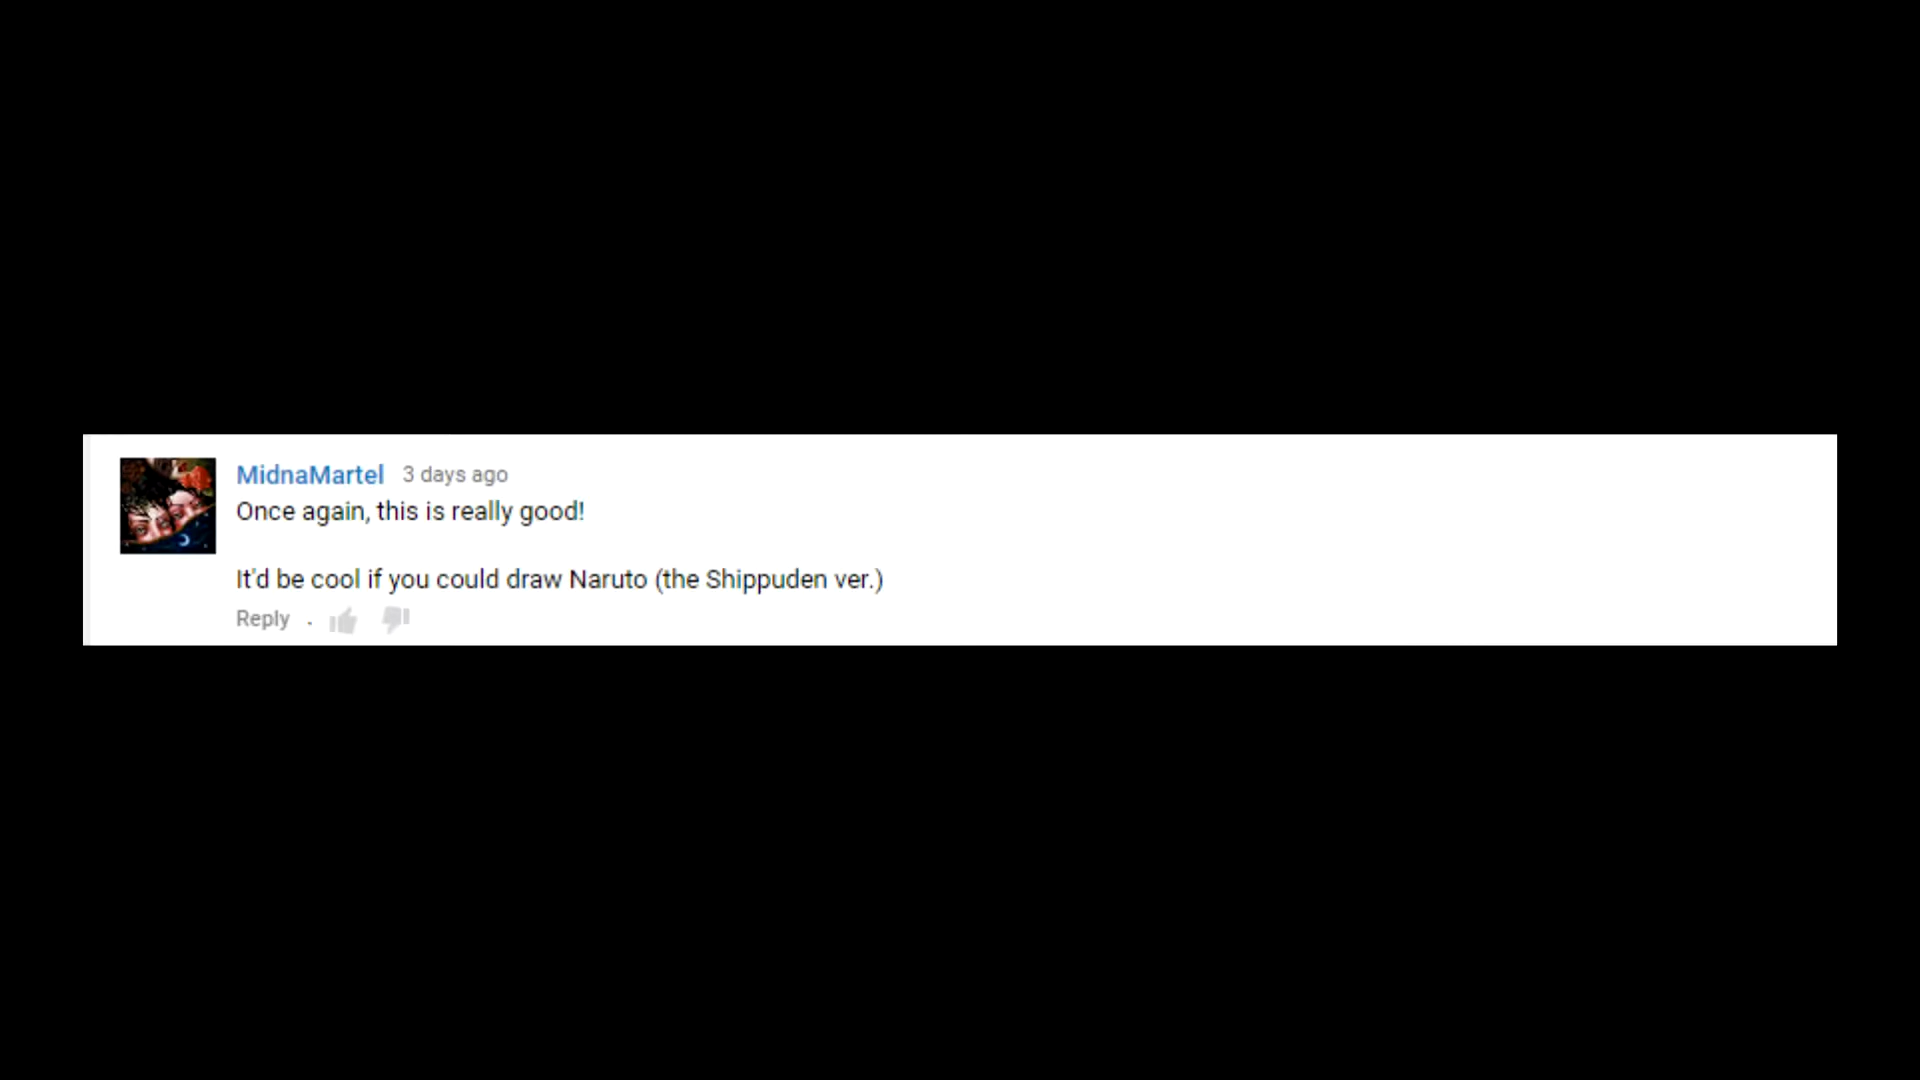 MidnaMartel 3 days ago
Once again, this is really good!
It'd be cool if you could draw Naruto (the Shippuden ver.)
Reply .